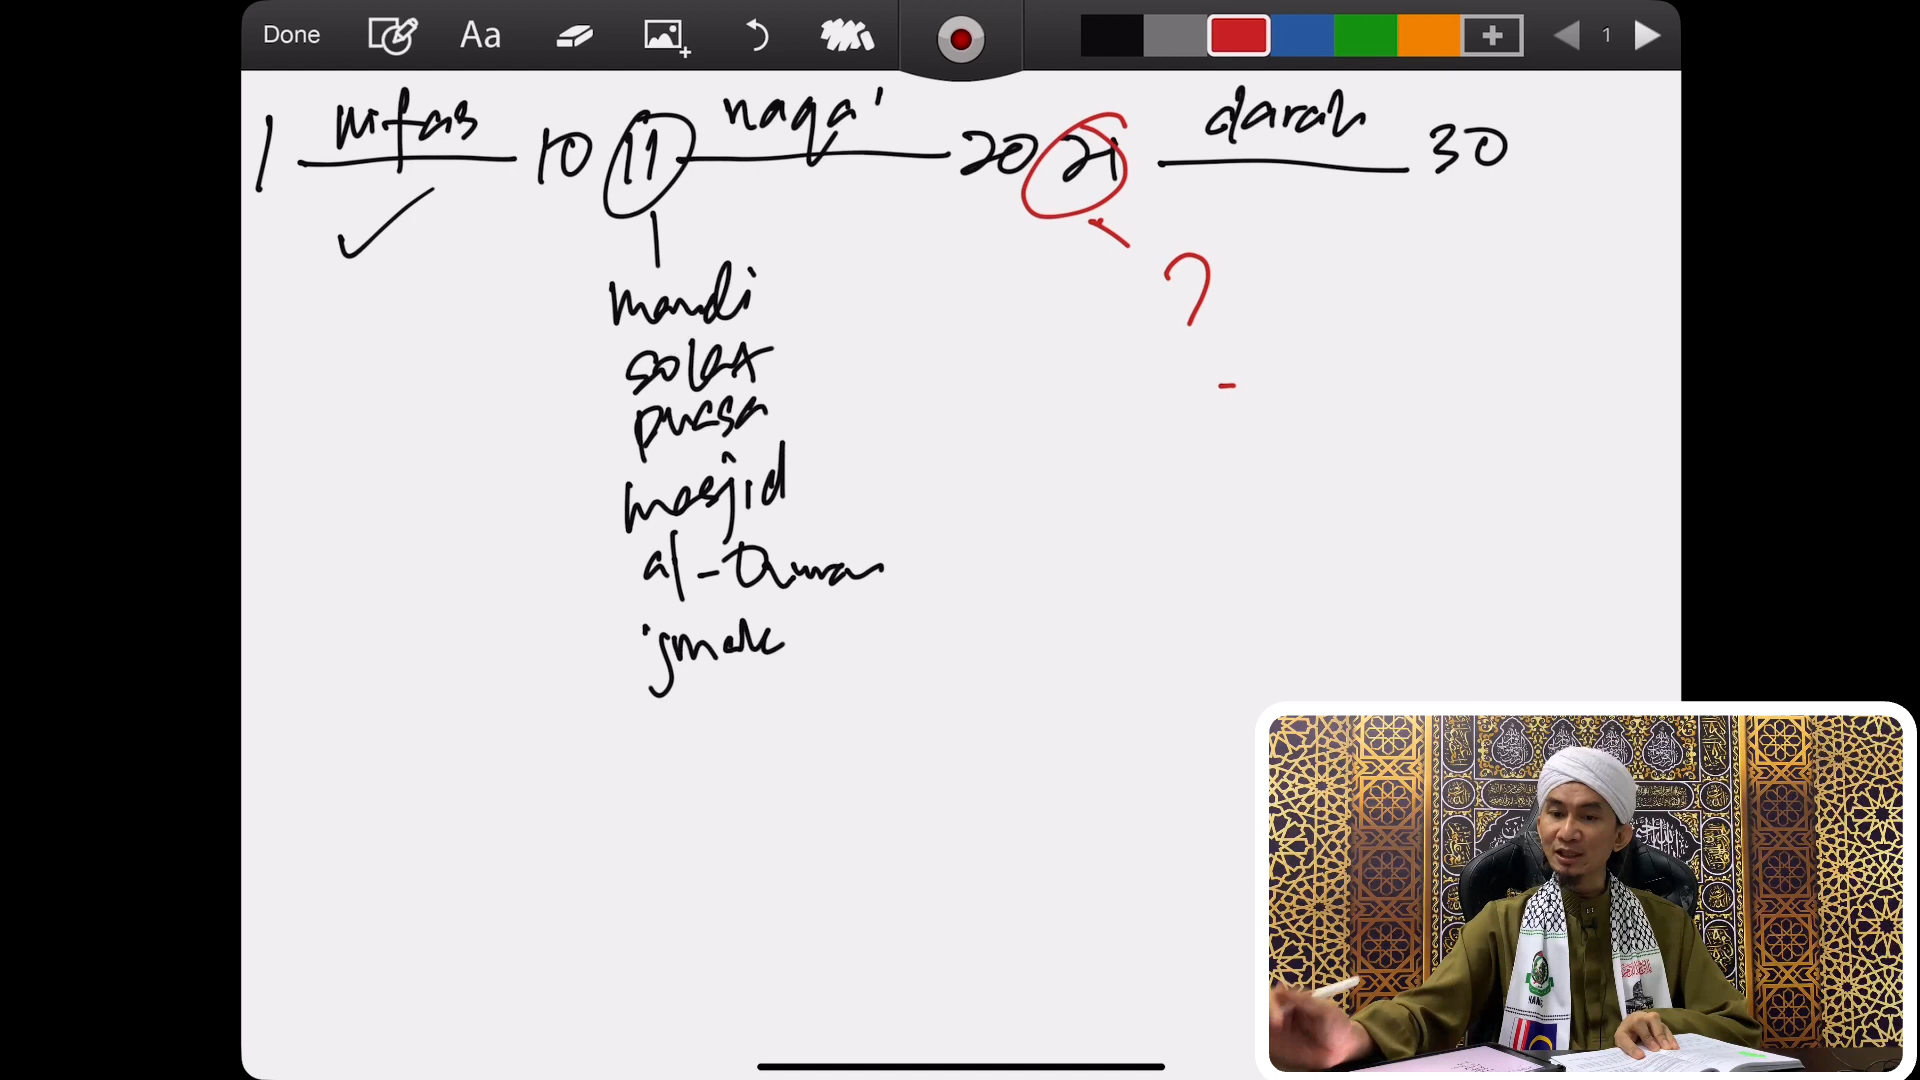 Done Aa 1
1 nifas 10 11 naqa' 20 21 darah 30
?
mandi
solat
puasa
masjid
al-Quran
jimak
-